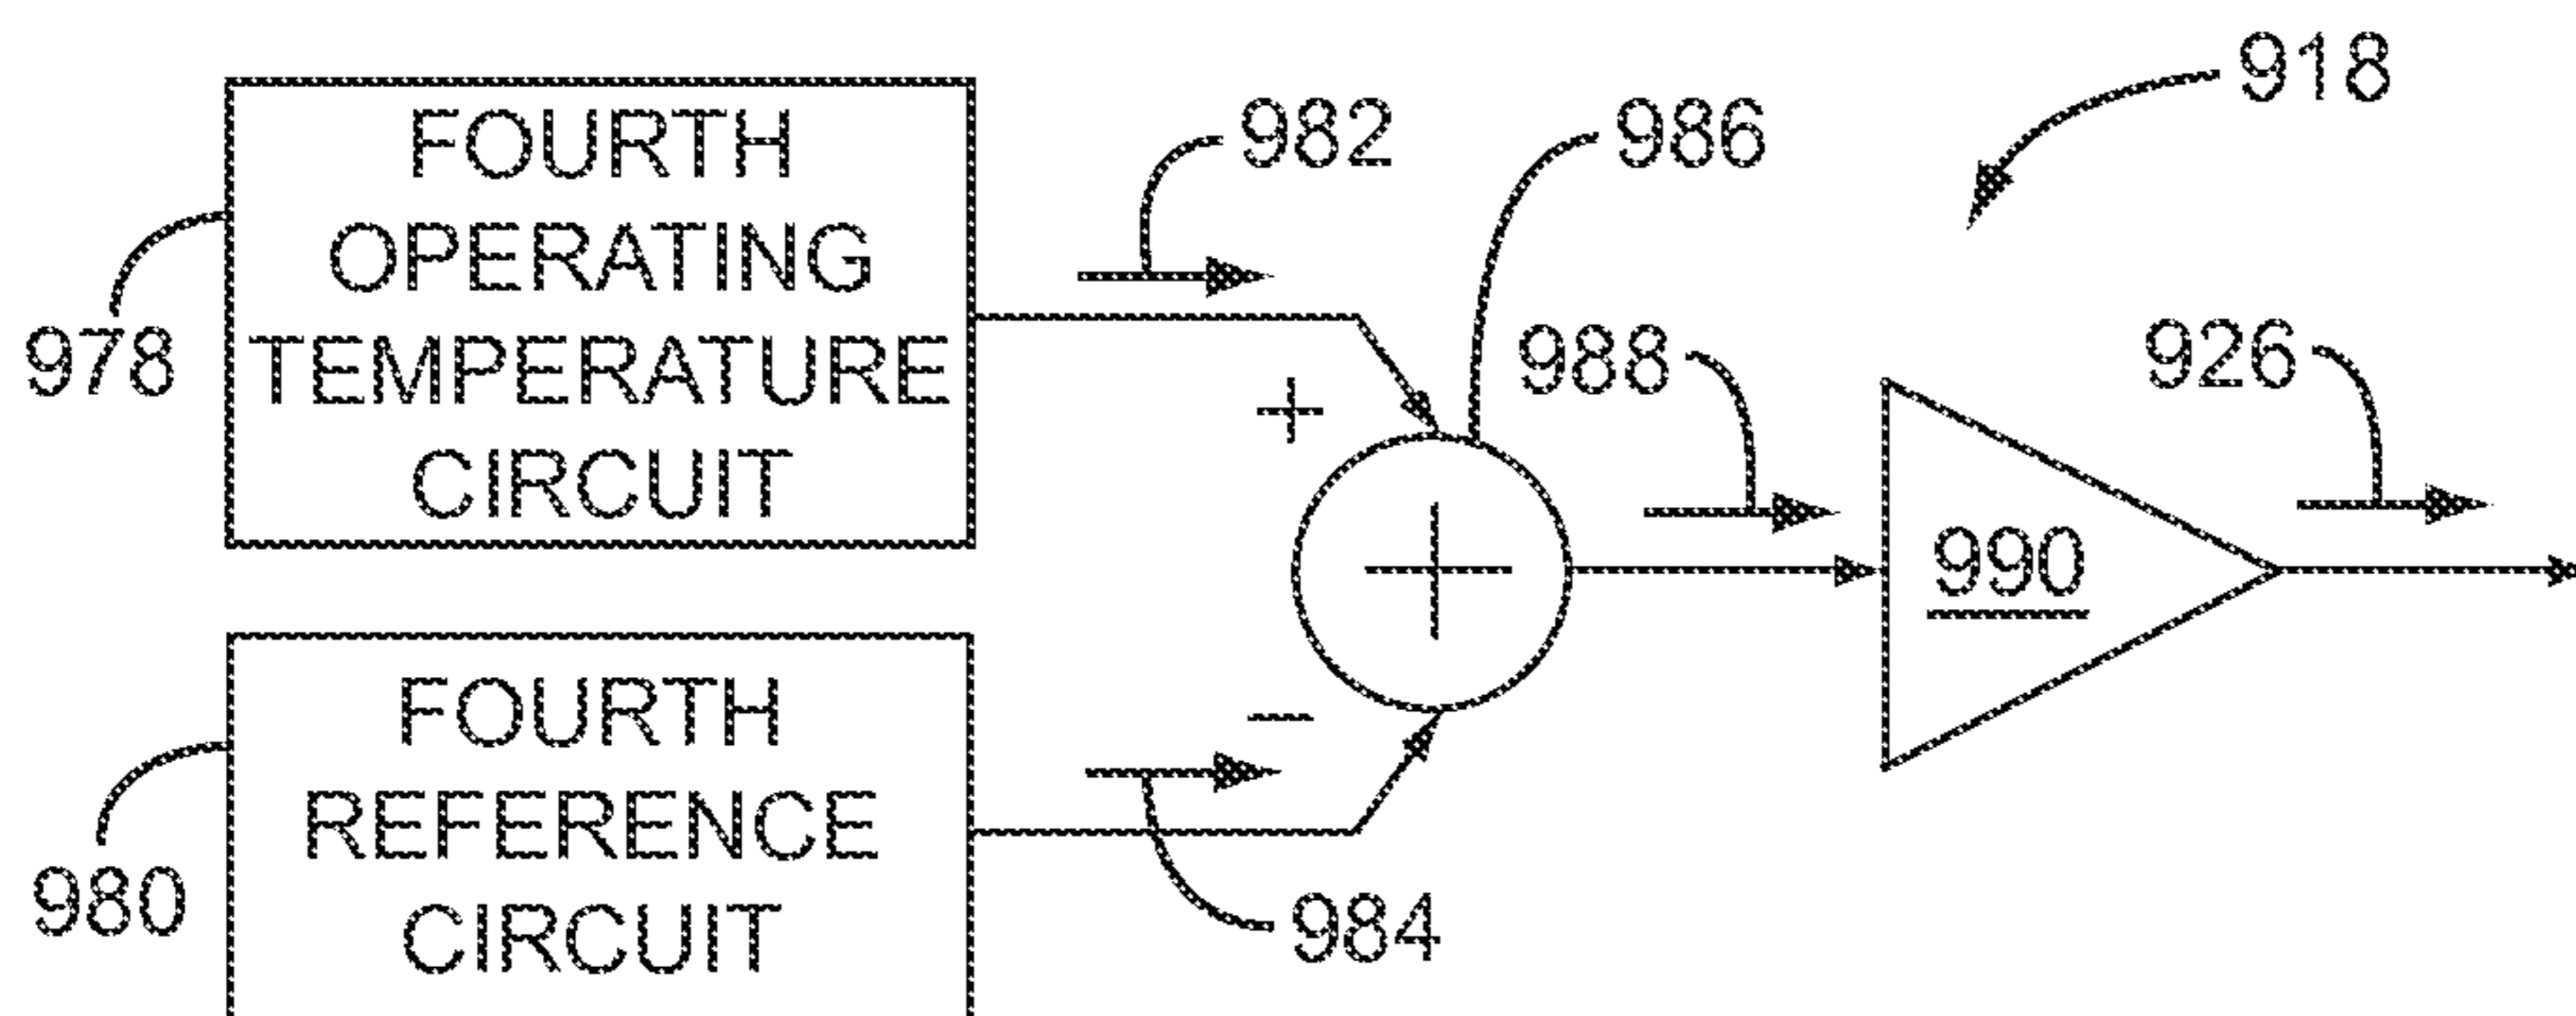 918
982
986
FOURTH
OPERATING
TEMPERATURE
CIRCUIT
978
+
988
926
+
990
−
FOURTH
REFERENCE
CIRCUIT
980
984